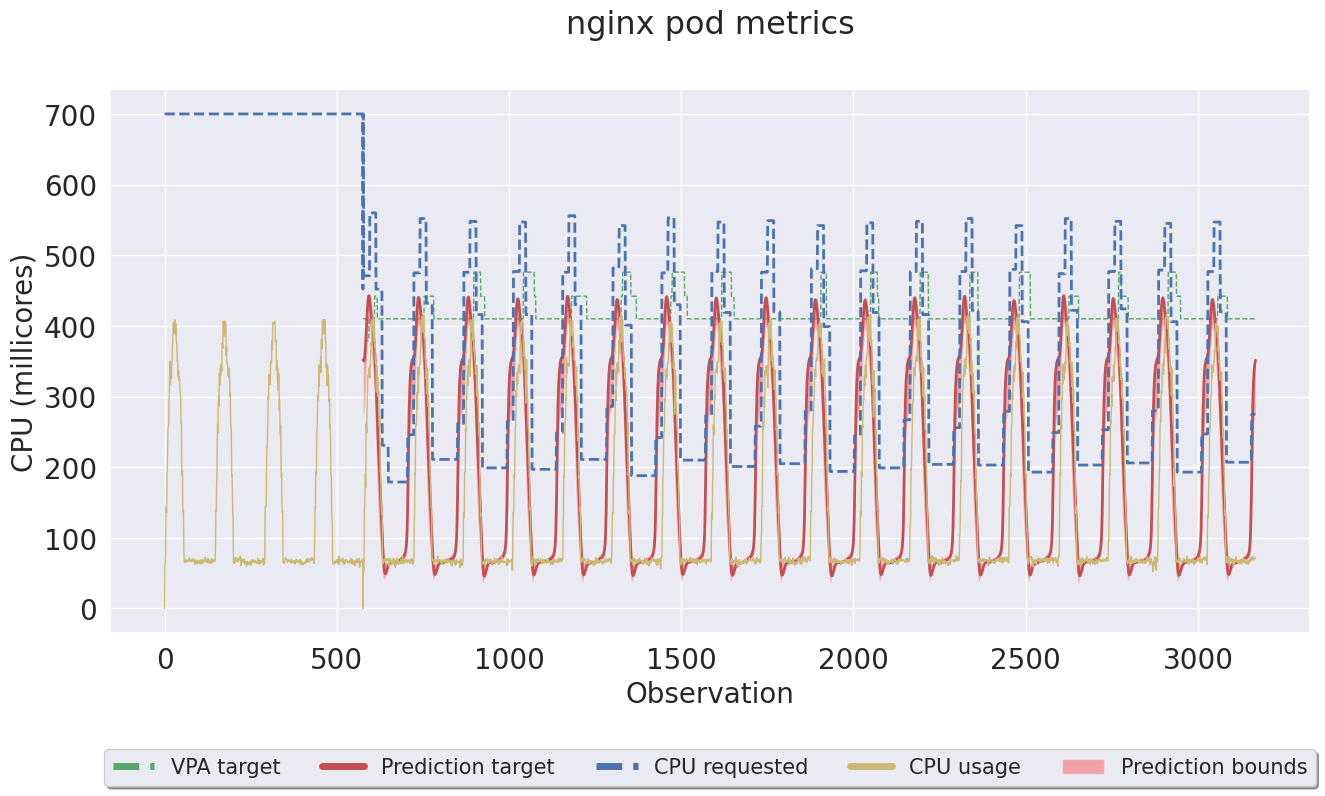 nginx pod metrics
CPU (millicores)
700
600
500
400
300
200
100
0
0 500 1000 1500 2000 2500 3000
Observation
VPA target Prediction target CPU requested CPU usage Prediction bounds